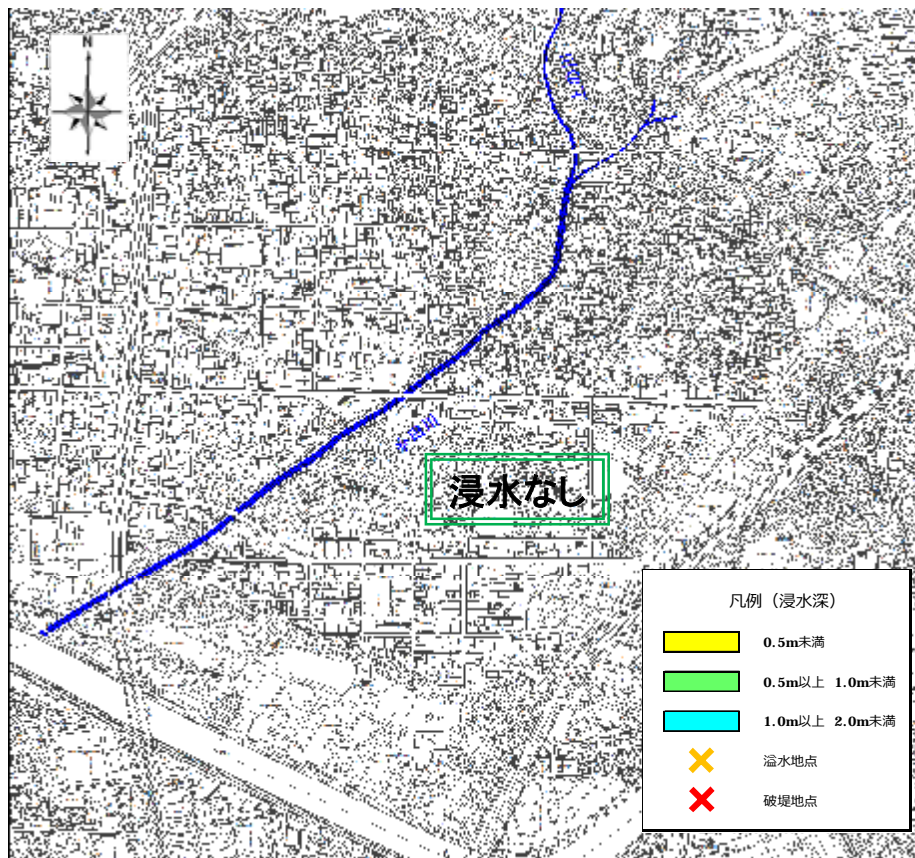 N
浸水なし
凡例（浸水深）
0.5m未満
0.5m以上 1.0m未満
1.0m以上 2.0m未満
溢水地点
破堤地点